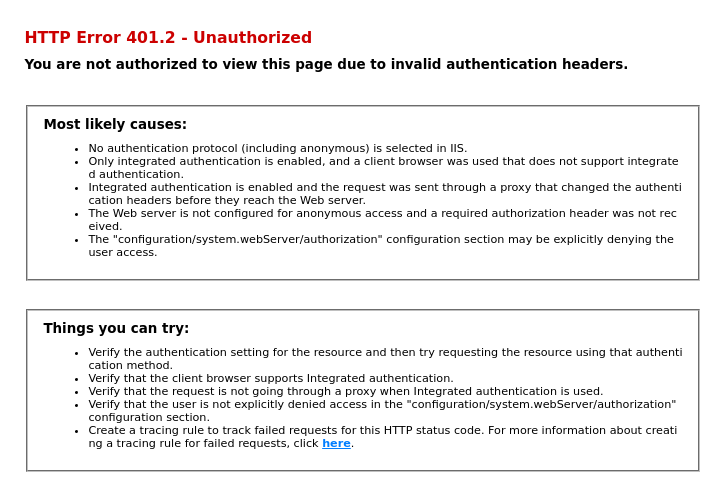 HTTP Error 401.2 - Unauthorized
You are not authorized to view this page due to invalid authentication headers.
Most likely causes:
• No authentication protocol (including anonymous) is selected in IIS.
• Only integrated authentication is enabled, and a client browser was used that does not support integrate
d authentication.
• Integrated authentication is enabled and the request was sent through a proxy that changed the authenti
cation headers before they reach the Web server.
• The Web server is not configured for anonymous access and a required authorization header was not rec
eived.
• The "configuration/system.webServer/authorization" configuration section may be explicitly denying the
user access.
Things you can try:
• Verify the authentication setting for the resource and then try requesting the resource using that authenti
cation method.
• Verify that the client browser supports Integrated authentication.
• Verify that the request is not going through a proxy when Integrated authentication is used.
• Verify that the user is not explicitly denied access in the "configuration/system.webServer/authorization"
configuration section.
• Create a tracing rule to track failed requests for this HTTP status code. For more information about creati
ng a tracing rule for failed requests, click here.